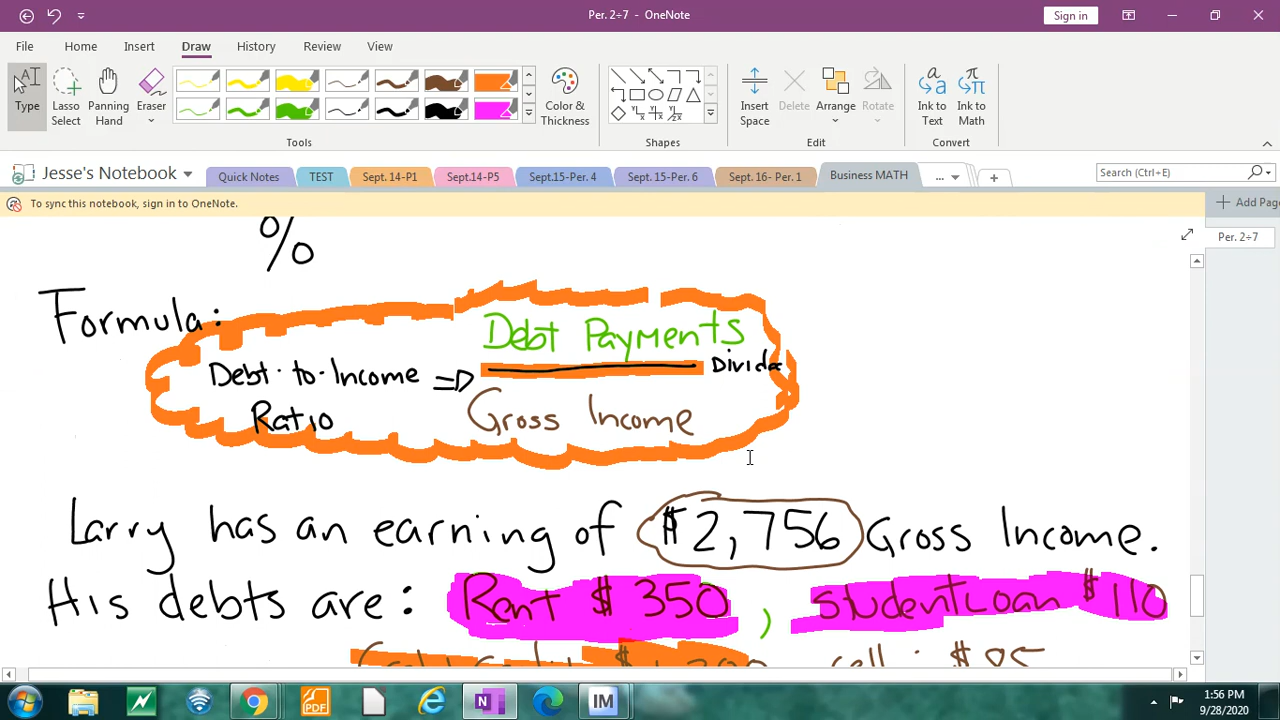 Per. 2÷7 - OneNote
Sign in
File Home Insert Draw History Review View
Type
Lasso Select
Panning Hand
Eraser
Color & Thickness
Insert Space
Delete
Arrange
Rotate
Ink to Text
Ink to Math
Tools
Shapes
Edit
Convert
Jesse's Notebook
Quick Notes TEST Sept. 14-P1 Sept.14-P5 Sept.15-Per. 4 Sept. 15-Per. 6 Sept. 16- Per. 1 Business MATH ...
Search (Ctrl+E)
To sync this notebook, sign in to OneNote.
Add Page
Per. 2÷7
%
Formula:
Debt Payments
Debt-to-Income => Divide
Ratio
Gross Income
Larry has an earning of $2,756 Gross Income.
His debts are: Rent $350, student Loan $110
cell: $95
IM
1:56 PM
9/28/2020